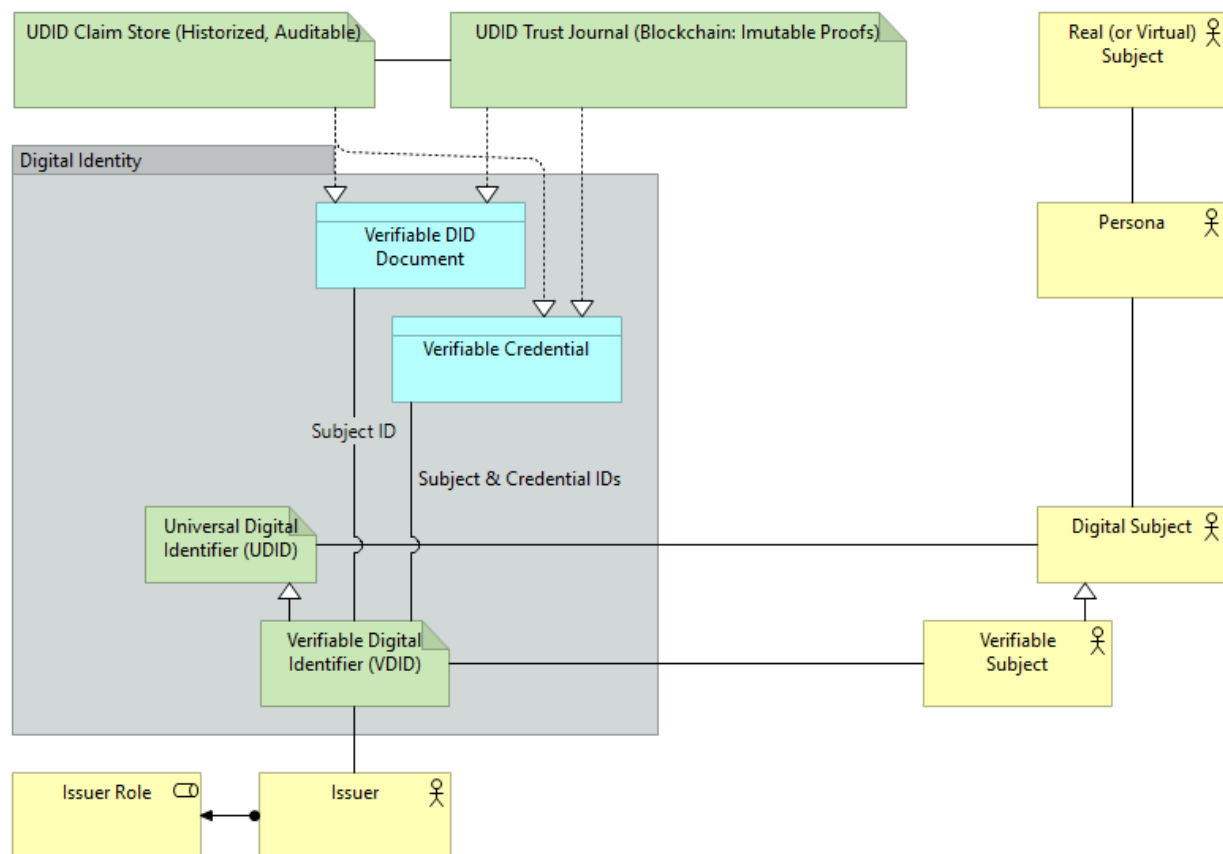 UDID Claim Store (Historized, Auditable)
UDID Trust Journal (Blockchain: Imutable Proofs)
Real (or Virtual)
Subject
Digital Identity
Verifiable DID
Document
Persona
Verifiable Credential
Subject ID
Subject & Credential IDs
Universal Digital
Identifier (UDID)
Digital Subject
Verifiable Digital
Identifier (VDID)
Verifiable
Subject
Issuer Role
Issuer